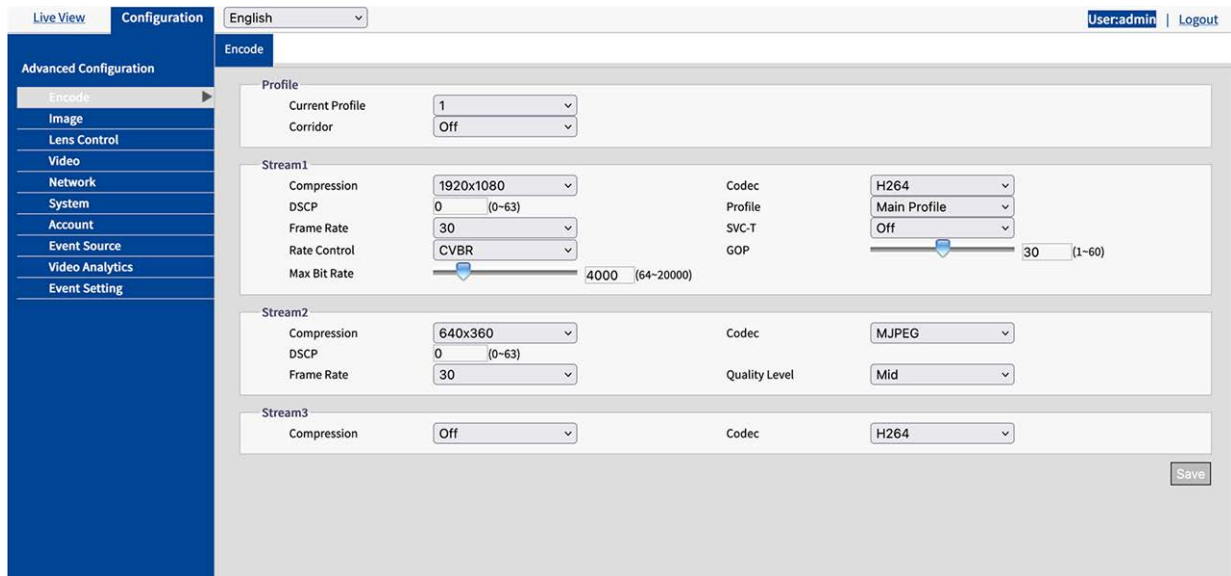 Live View Configuration English User:admin | Logout
Encode
Advanced Configuration
Encode
Image
Lens Control
Video
Network
System
Account
Event Source
Video Analytics
Event Setting
Profile
Current Profile 1
Corridor Off
Stream1
Compression 1920x1080 Codec H264
DSCP 0 (0~63) Profile Main Profile
Frame Rate 30 SVC-T Off
Rate Control CVBR GOP 30 (1~60)
Max Bit Rate 4000 (64~20000)
Stream2
Compression 640x360 Codec MJPEG
DSCP 0 (0~63)
Frame Rate 30 Quality Level Mid
Stream3
Compression Off Codec H264
Save